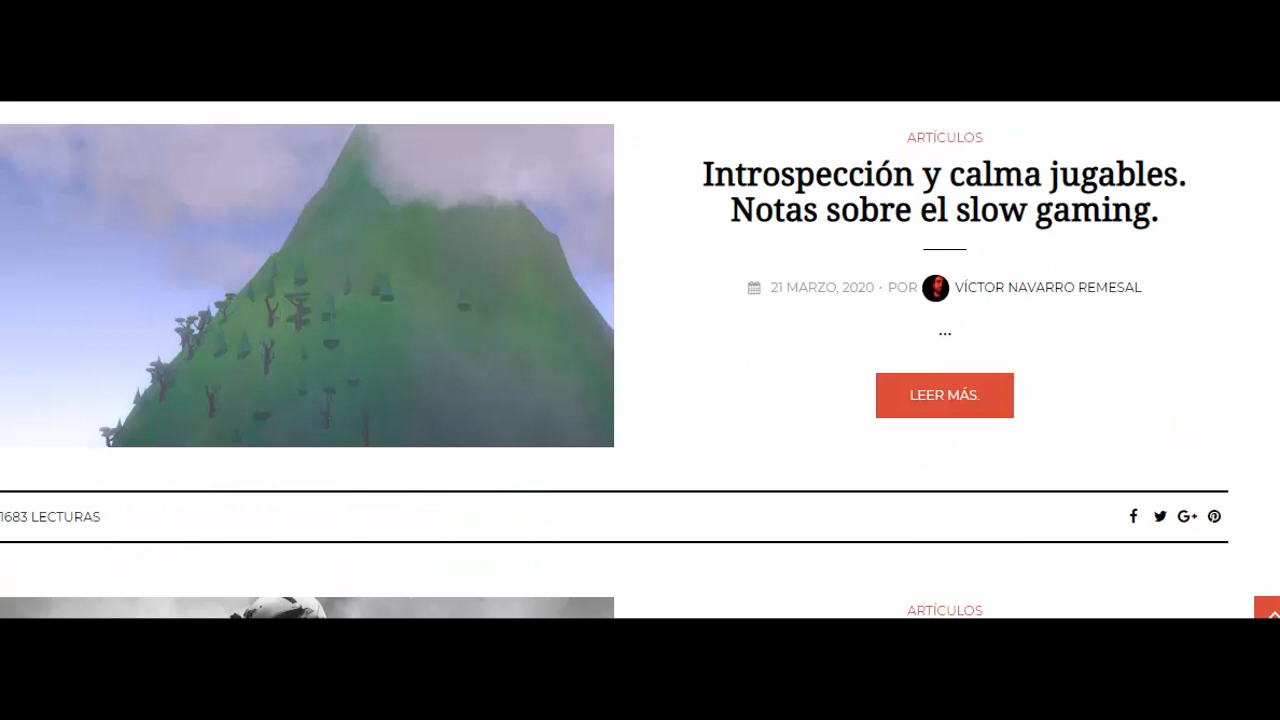 ARTÍCULOS
Introspección y calma jugables.
Notas sobre el slow gaming.
21 MARZO, 2020 · POR VÍCTOR NAVARRO REMESAL
...
LEER MÁS.
1683 LECTURAS
ARTÍCULOS